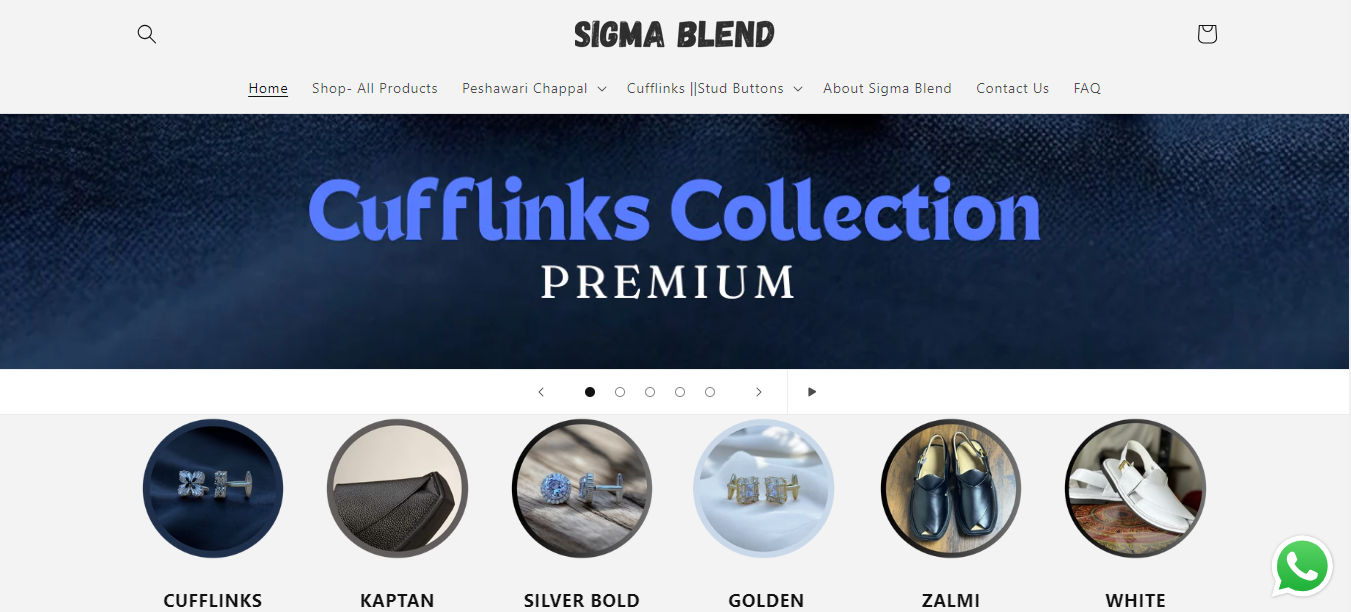 SIGMA BLEND
Home Shop- All Products Peshawari Chappal Cufflinks ||Stud Buttons About Sigma Blend Contact Us FAQ
Cufflinks Collection
PREMIUM
CUFFLINKS KAPTAN SILVER BOLD GOLDEN ZALMI WHITE